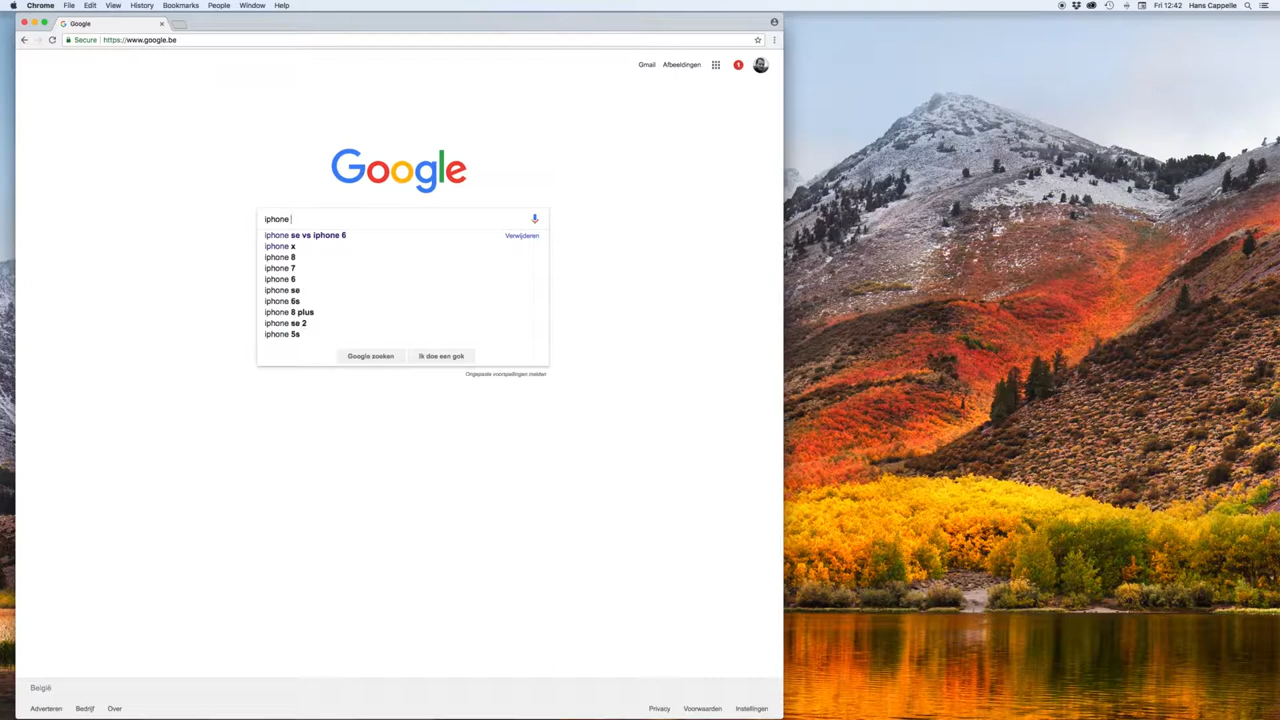 Chrome File Edit View History Bookmarks People Window Help Fri 12:42 Hans Cappelle
Google
Secure https://www.google.be
Gmail Afbeeldingen 1
Google
iphone
iphone se vs iphone 6 Verwijderen
iphone x
iphone 8
iphone 7
iphone 6
iphone se
iphone 6s
iphone 8 plus
iphone se 2
iphone 5s
Google zoeken Ik doe een gok
Ongepaste voorspellingen melden
België
Adverteren Bedrijf Over Privacy Voorwaarden Instellingen